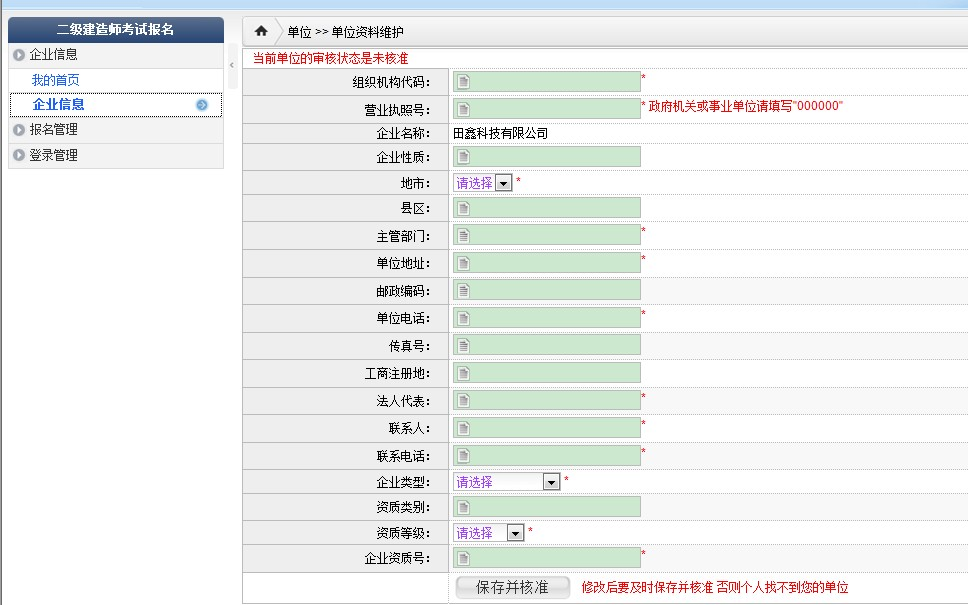 二级建造师考试报名
企业信息
我的首页
企业信息
报名管理
登录管理
单位 >> 单位资料维护
当前单位的审核状态是未核准
组织机构代码： *
营业执照号： * 政府机关或事业单位请填写"000000"
企业名称： 田鑫科技有限公司
企业性质：
地市： 请选择 *
县区：
主管部门： *
单位地址： *
邮政编码：
单位电话： *
传真号：
工商注册地：
法人代表： *
联系人： *
联系电话： *
企业类型： 请选择 *
资质类别：
资质等级： 请选择 *
企业资质号： *
保存并核准 修改后要及时保存并核准 否则个人找不到您的单位